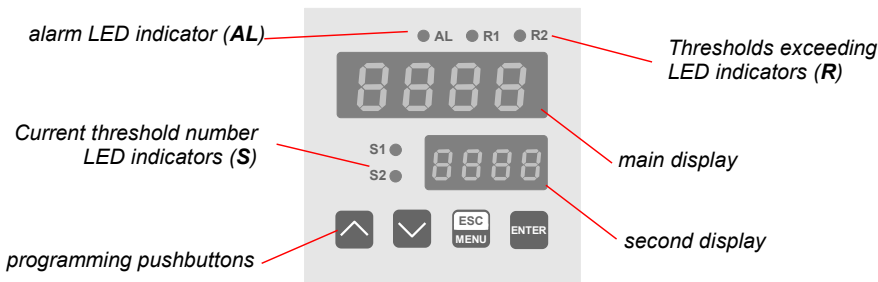 alarm LED indicator (AL)
AL R1 R2
Thresholds exceeding
LED indicators (R)
8888
Current threshold number
LED indicators (S)
S1
S2
8888
main display
ESC
MENU
ENTER
programming pushbuttons
second display